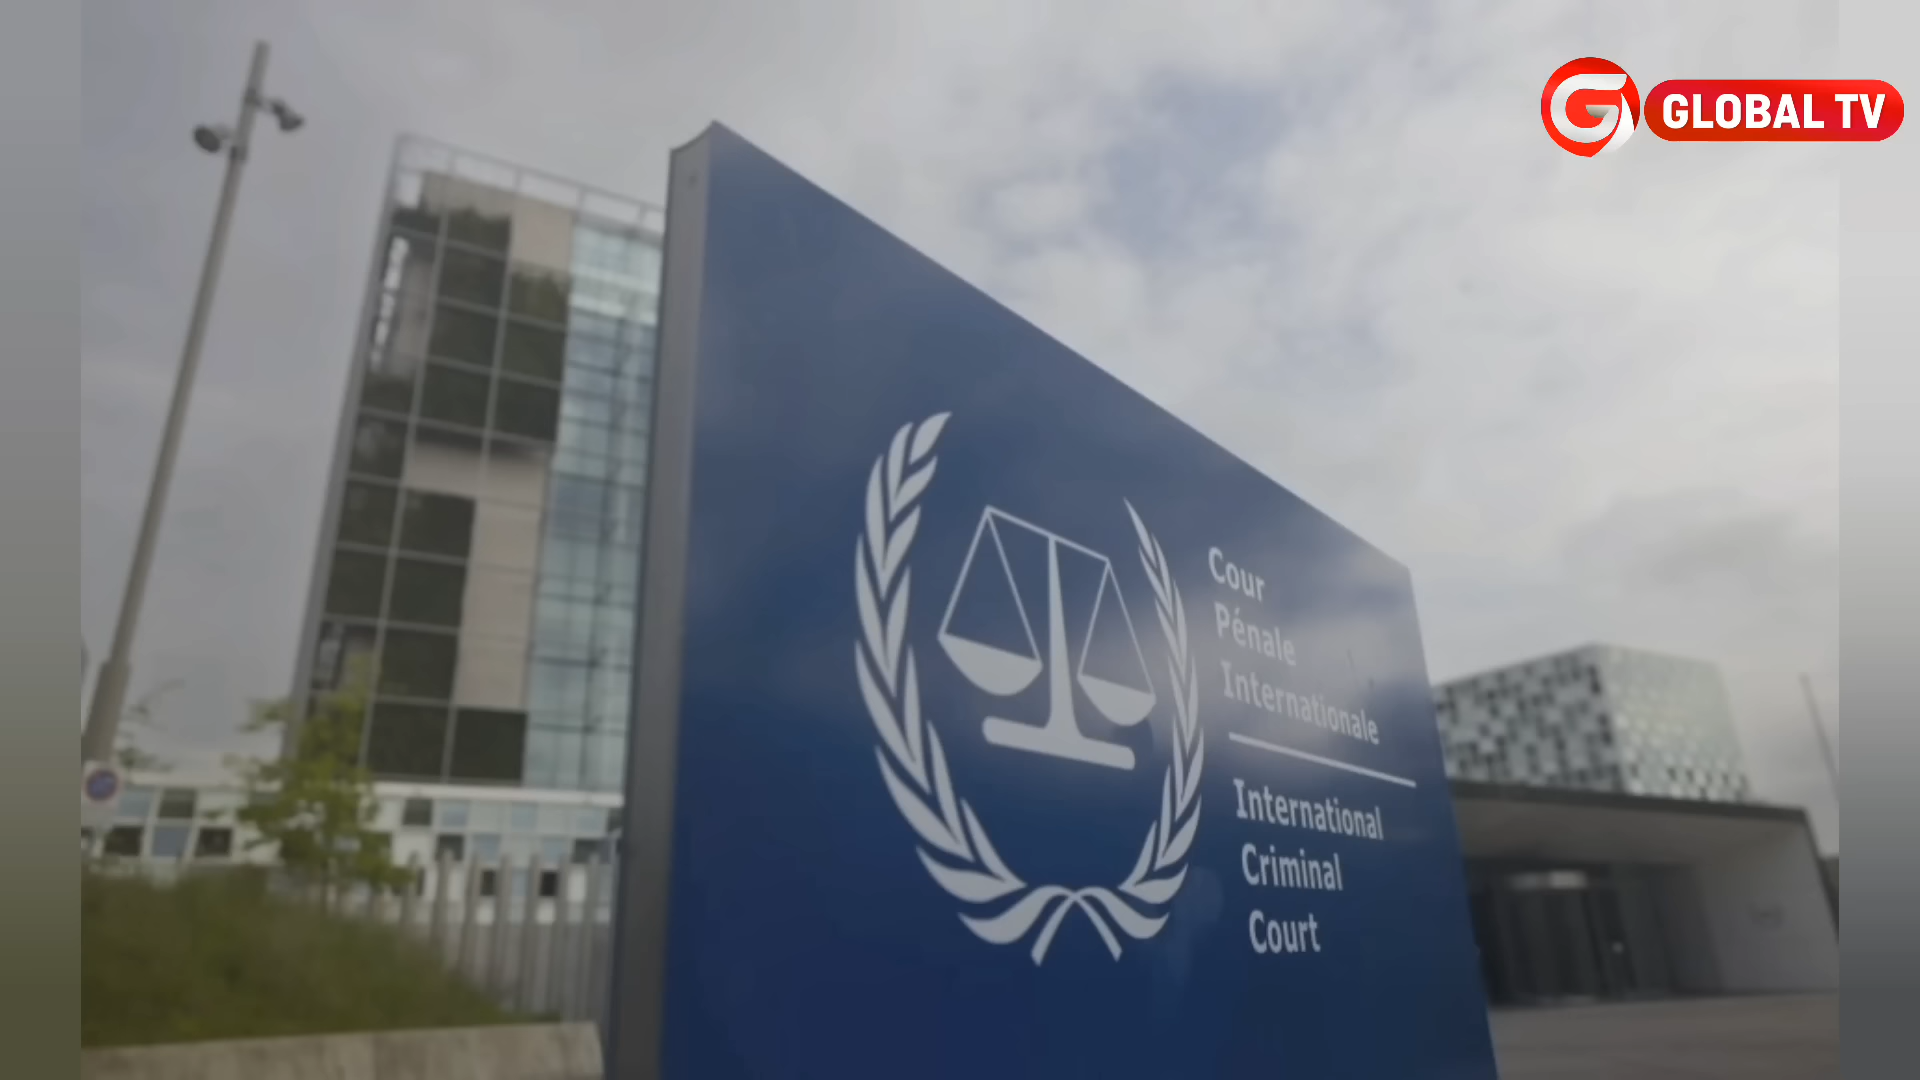 GLOBAL TV
Cour
Pénale
Internationale
International
Criminal
Court